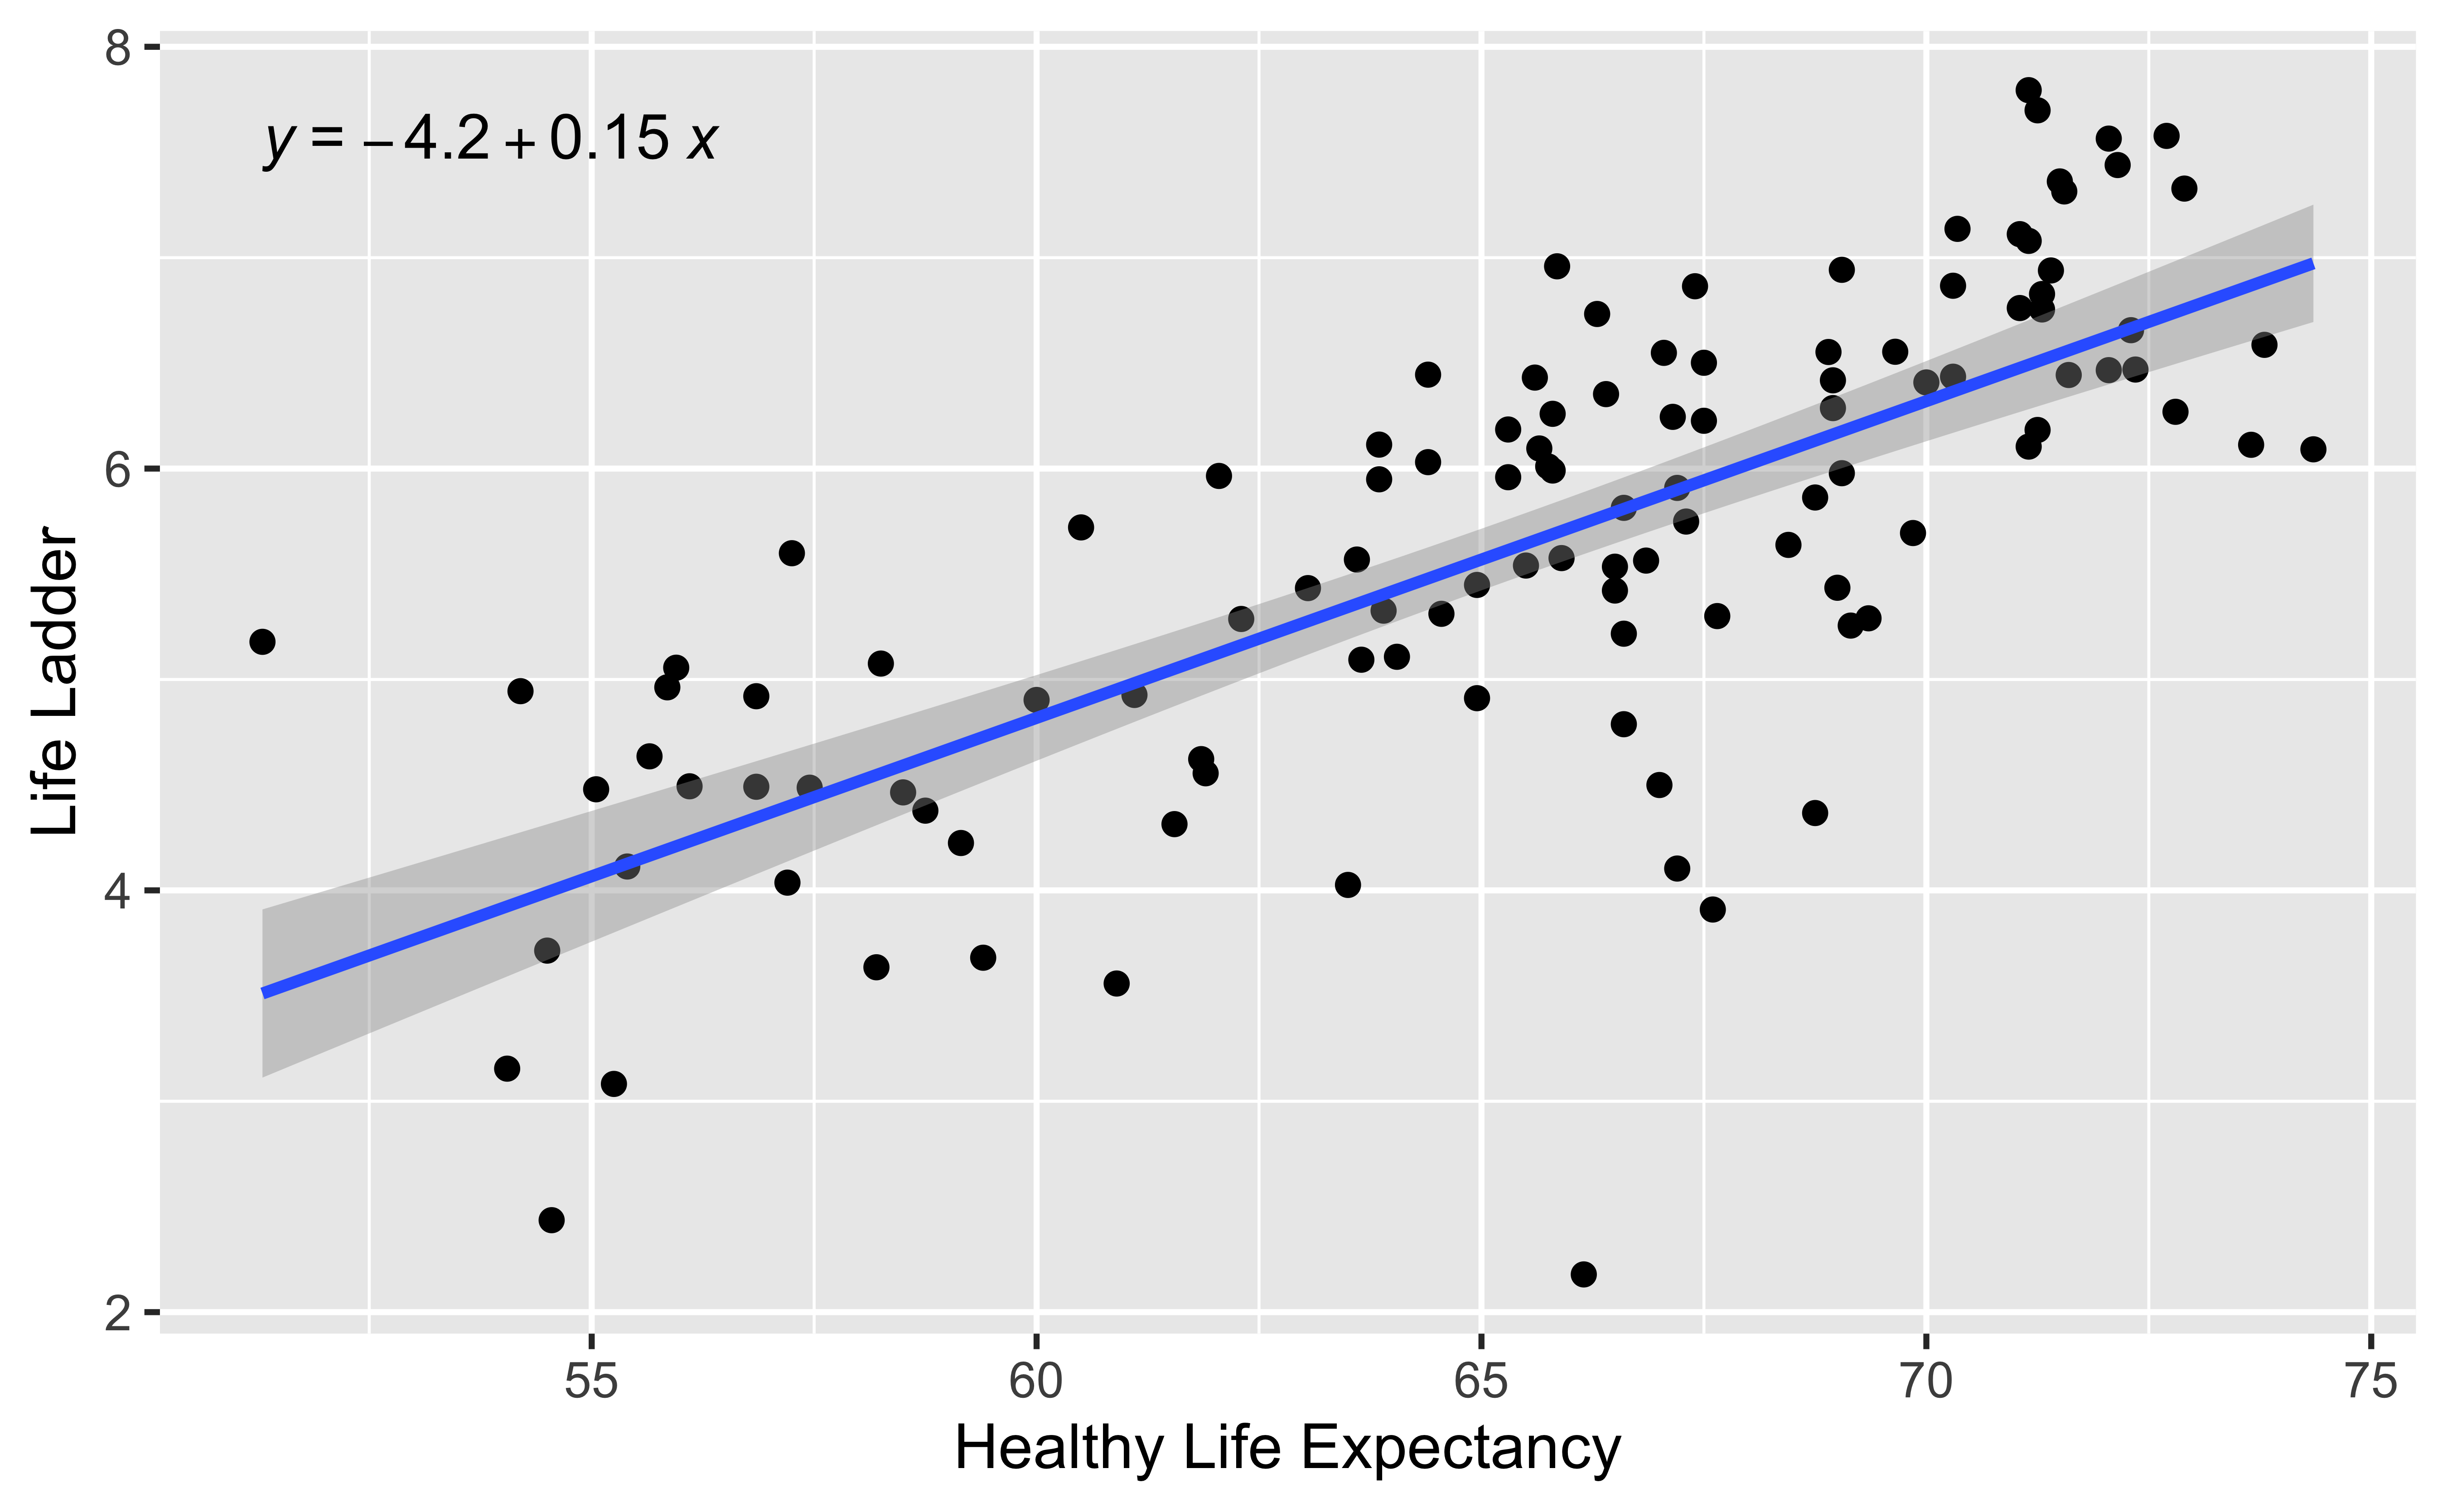 y = −4.2 + 0.15 x
8
6
4
2
Life Ladder
55 60 65 70 75
Healthy Life Expectancy